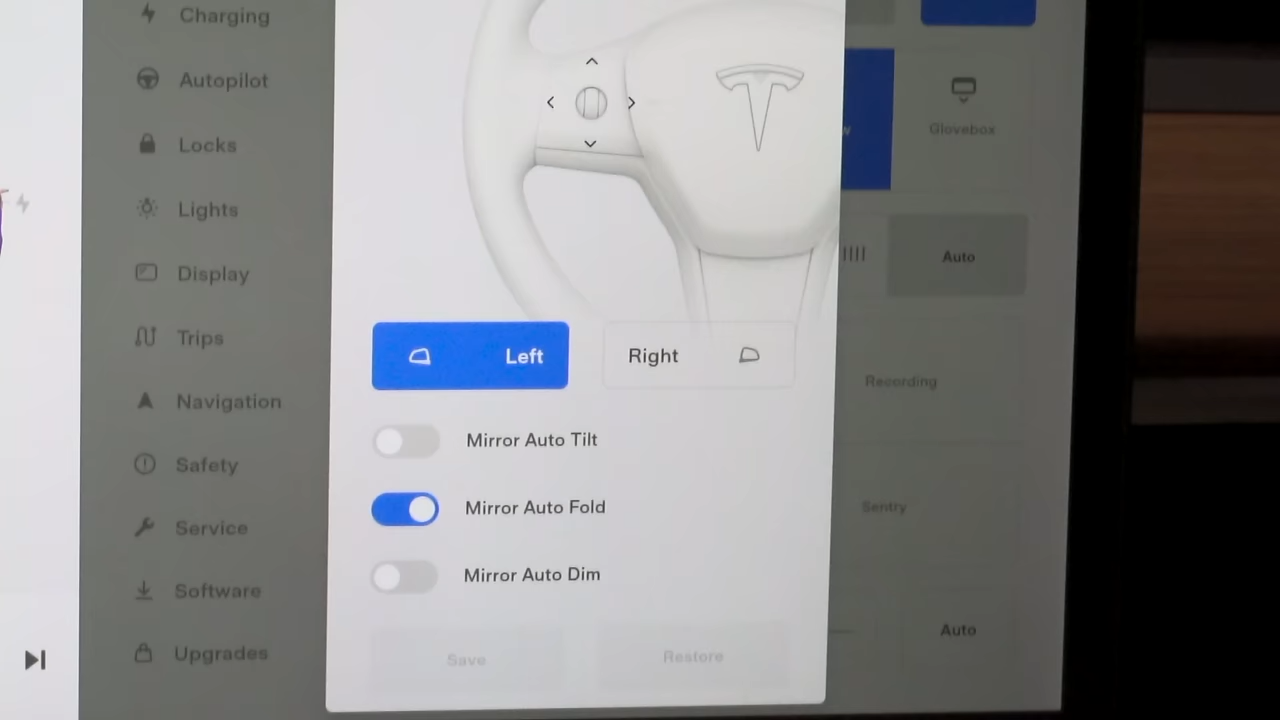 Charging
Autopilot
Locks
Lights
Display
Trips
Navigation
Safety
Service
Software
Upgrades
Left
Right
Mirror Auto Tilt
Mirror Auto Fold
Mirror Auto Dim
Save
Restore
Glovebox
Auto
Recording
Sentry
Auto